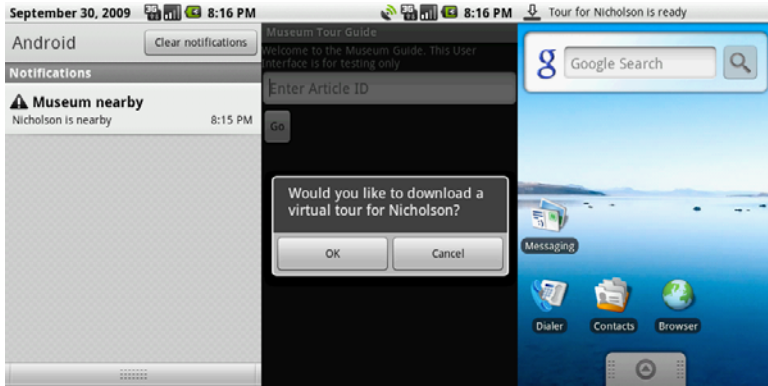 September 30, 2009 3G 8:16 PM
Android
Clear notifications
Notifications
Museum nearby
Nicholson is nearby 8:15 PM
3G 8:16 PM
Museum Tour Guide
Welcome to the Museum Guide. This User
Interface is for testing only
Enter Article ID
Go
Would you like to download a
virtual tour for Nicholson?
OK Cancel
Tour for Nicholson is ready
g Google Search
Messaging
Dialer Contacts Browser